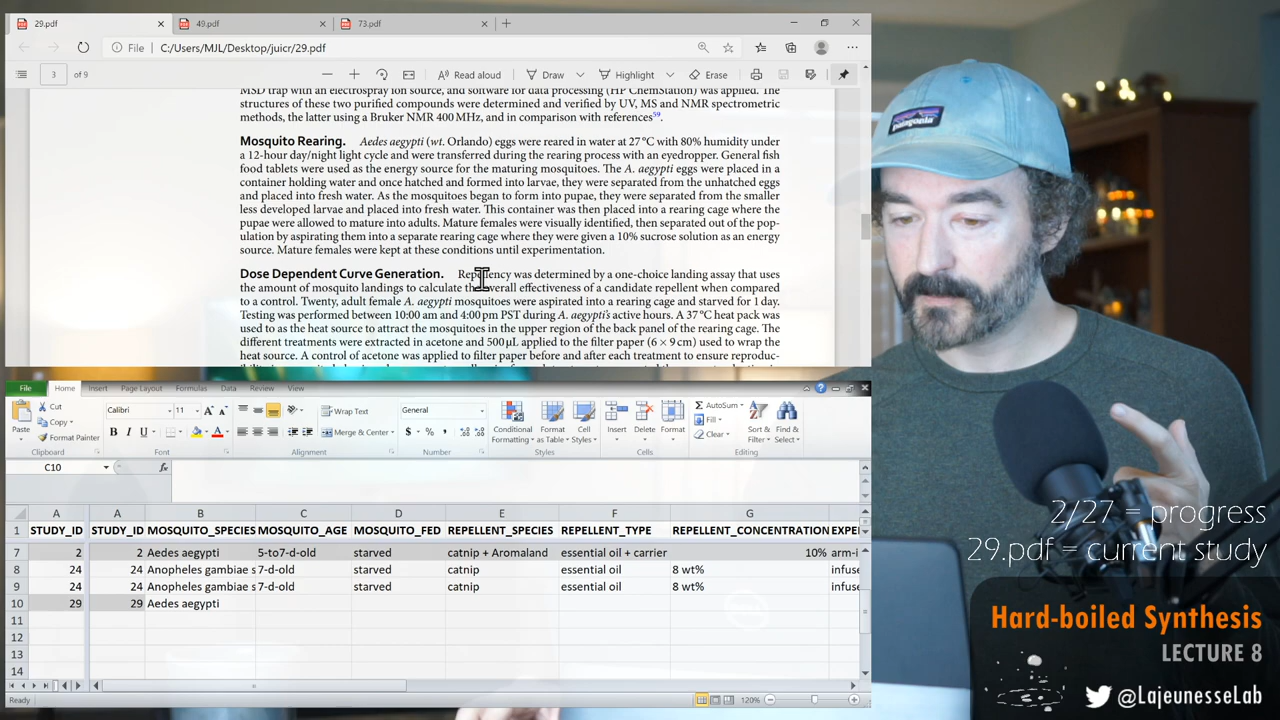 29.pdf
49.pdf
73.pdf
File C:/Users/MJL/Desktop/juicr/29.pdf
3 of 9
Read aloud Draw Highlight Erase
MSD trap with an electrospray ion source, and software for data processing (HP ChemStation) was applied. The
structures of these two purified compounds were determined and verified by UV, MS and NMR spectrometric
methods, the latter using a Bruker NMR 400 MHz, and in comparison with references59.
Mosquito Rearing. Aedes aegypti (wt. Orlando) eggs were reared in water at 27 °C with 80% humidity under
a 12-hour day/night light cycle and were transferred during the rearing process with an eyedropper. General fish
food tablets were used as the energy source for the maturing mosquitoes. The A. aegypti eggs were placed in a
container holding water and once hatched and formed into larvae, they were separated from the unhatched eggs
and placed into fresh water. As the mosquitoes began to form into pupae, they were separated from the smaller
less developed larvae and placed into fresh water. This container was then placed into a rearing cage where the
pupae were allowed to mature into adults. Mature females were visually identified, then separated out of the pop-
ulation by aspirating them into a separate rearing cage where they were given a 10% sucrose solution as an energy
source. Mature females were kept at these conditions until experimentation.
Dose Dependent Curve Generation. Repellency was determined by a one-choice landing assay that uses
the amount of mosquito landings to calculate the overall effectiveness of a candidate repellent when compared
to a control. Twenty, adult female A. aegypti mosquitoes were aspirated into a rearing cage and starved for 1 day.
Testing was performed between 10:00 am and 4:00 pm PST during A. aegypti's active hours. A 37 °C heat pack was
used to as the heat source to attract the mosquitoes in the upper region of the back panel of the rearing cage. The
different treatments were extracted in acetone and 500 μL applied to the filter paper (6 × 9 cm) used to wrap the
heat source. A control of acetone was applied to filter paper before and after each treatment to ensure reproduc-
File Home Insert Page Layout Formulas Data Review View
Paste Cut Copy Format Painter
Calibri 11 B I U
Wrap Text Merge & Center
General $ % ,
Conditional Formatting Format as Table Cell Styles
Insert Delete Format
AutoSum Fill Clear Sort & Filter Find & Select
Clipboard Font Alignment Number Styles Cells Editing
C10 fx
A A B C D E F G
1 STUDY_ID STUDY_ID MOSQUITO_SPECIES MOSQUITO_AGE MOSQUITO_FED REPELLENT_SPECIES REPELLENT_TYPE REPELLENT_CONCENTRATION EXPE
7 2 2 Aedes aegypti 5-to7-d-old starved catnip + Aromaland essential oil + carrier 10% arm-i
8 24 24 Anopheles gambiae s 7-d-old starved catnip essential oil 8 wt% infuse
9 24 24 Anopheles gambiae s 7-d-old starved catnip essential oil 8 wt% infuse
10 29 29 Aedes aegypti
11
12
13
14
Ready 120%
patagonia
2/27 = progress
29.pdf = current study
Hard-boiled Synthesis
LECTURE 8
@LajeunesseLab